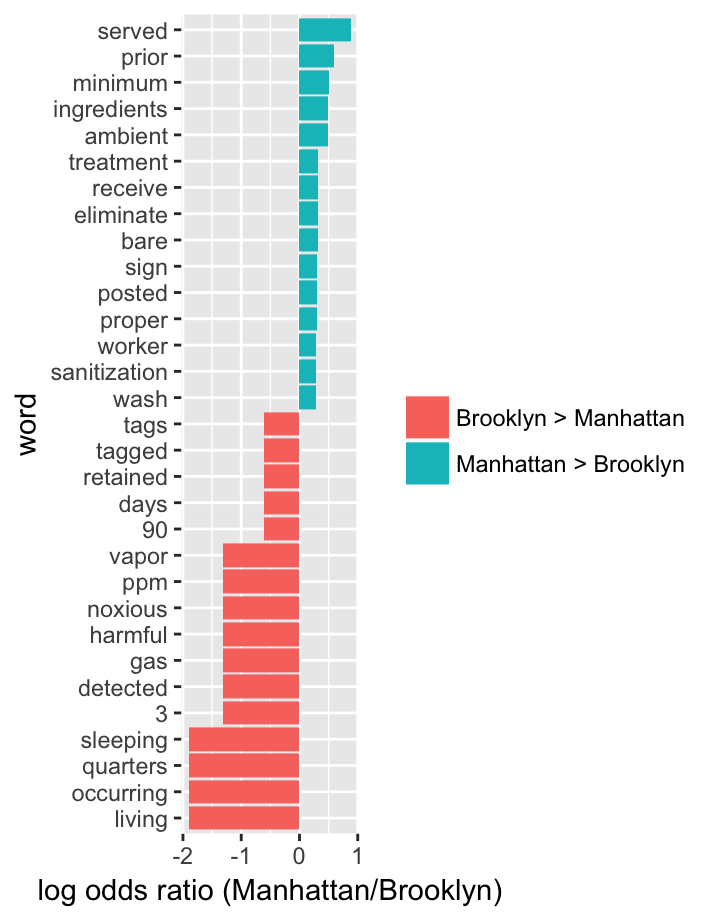 served
prior
minimum
ingredients
ambient
treatment
receive
eliminate
bare
sign
posted
proper
worker
sanitization
wash
tags
tagged
retained
days
90
vapor
ppm
noxious
harmful
gas
detected
3
sleeping
quarters
occurring
living
word
-2 -1 0 1
log odds ratio (Manhattan/Brooklyn)
Brooklyn > Manhattan
Manhattan > Brooklyn